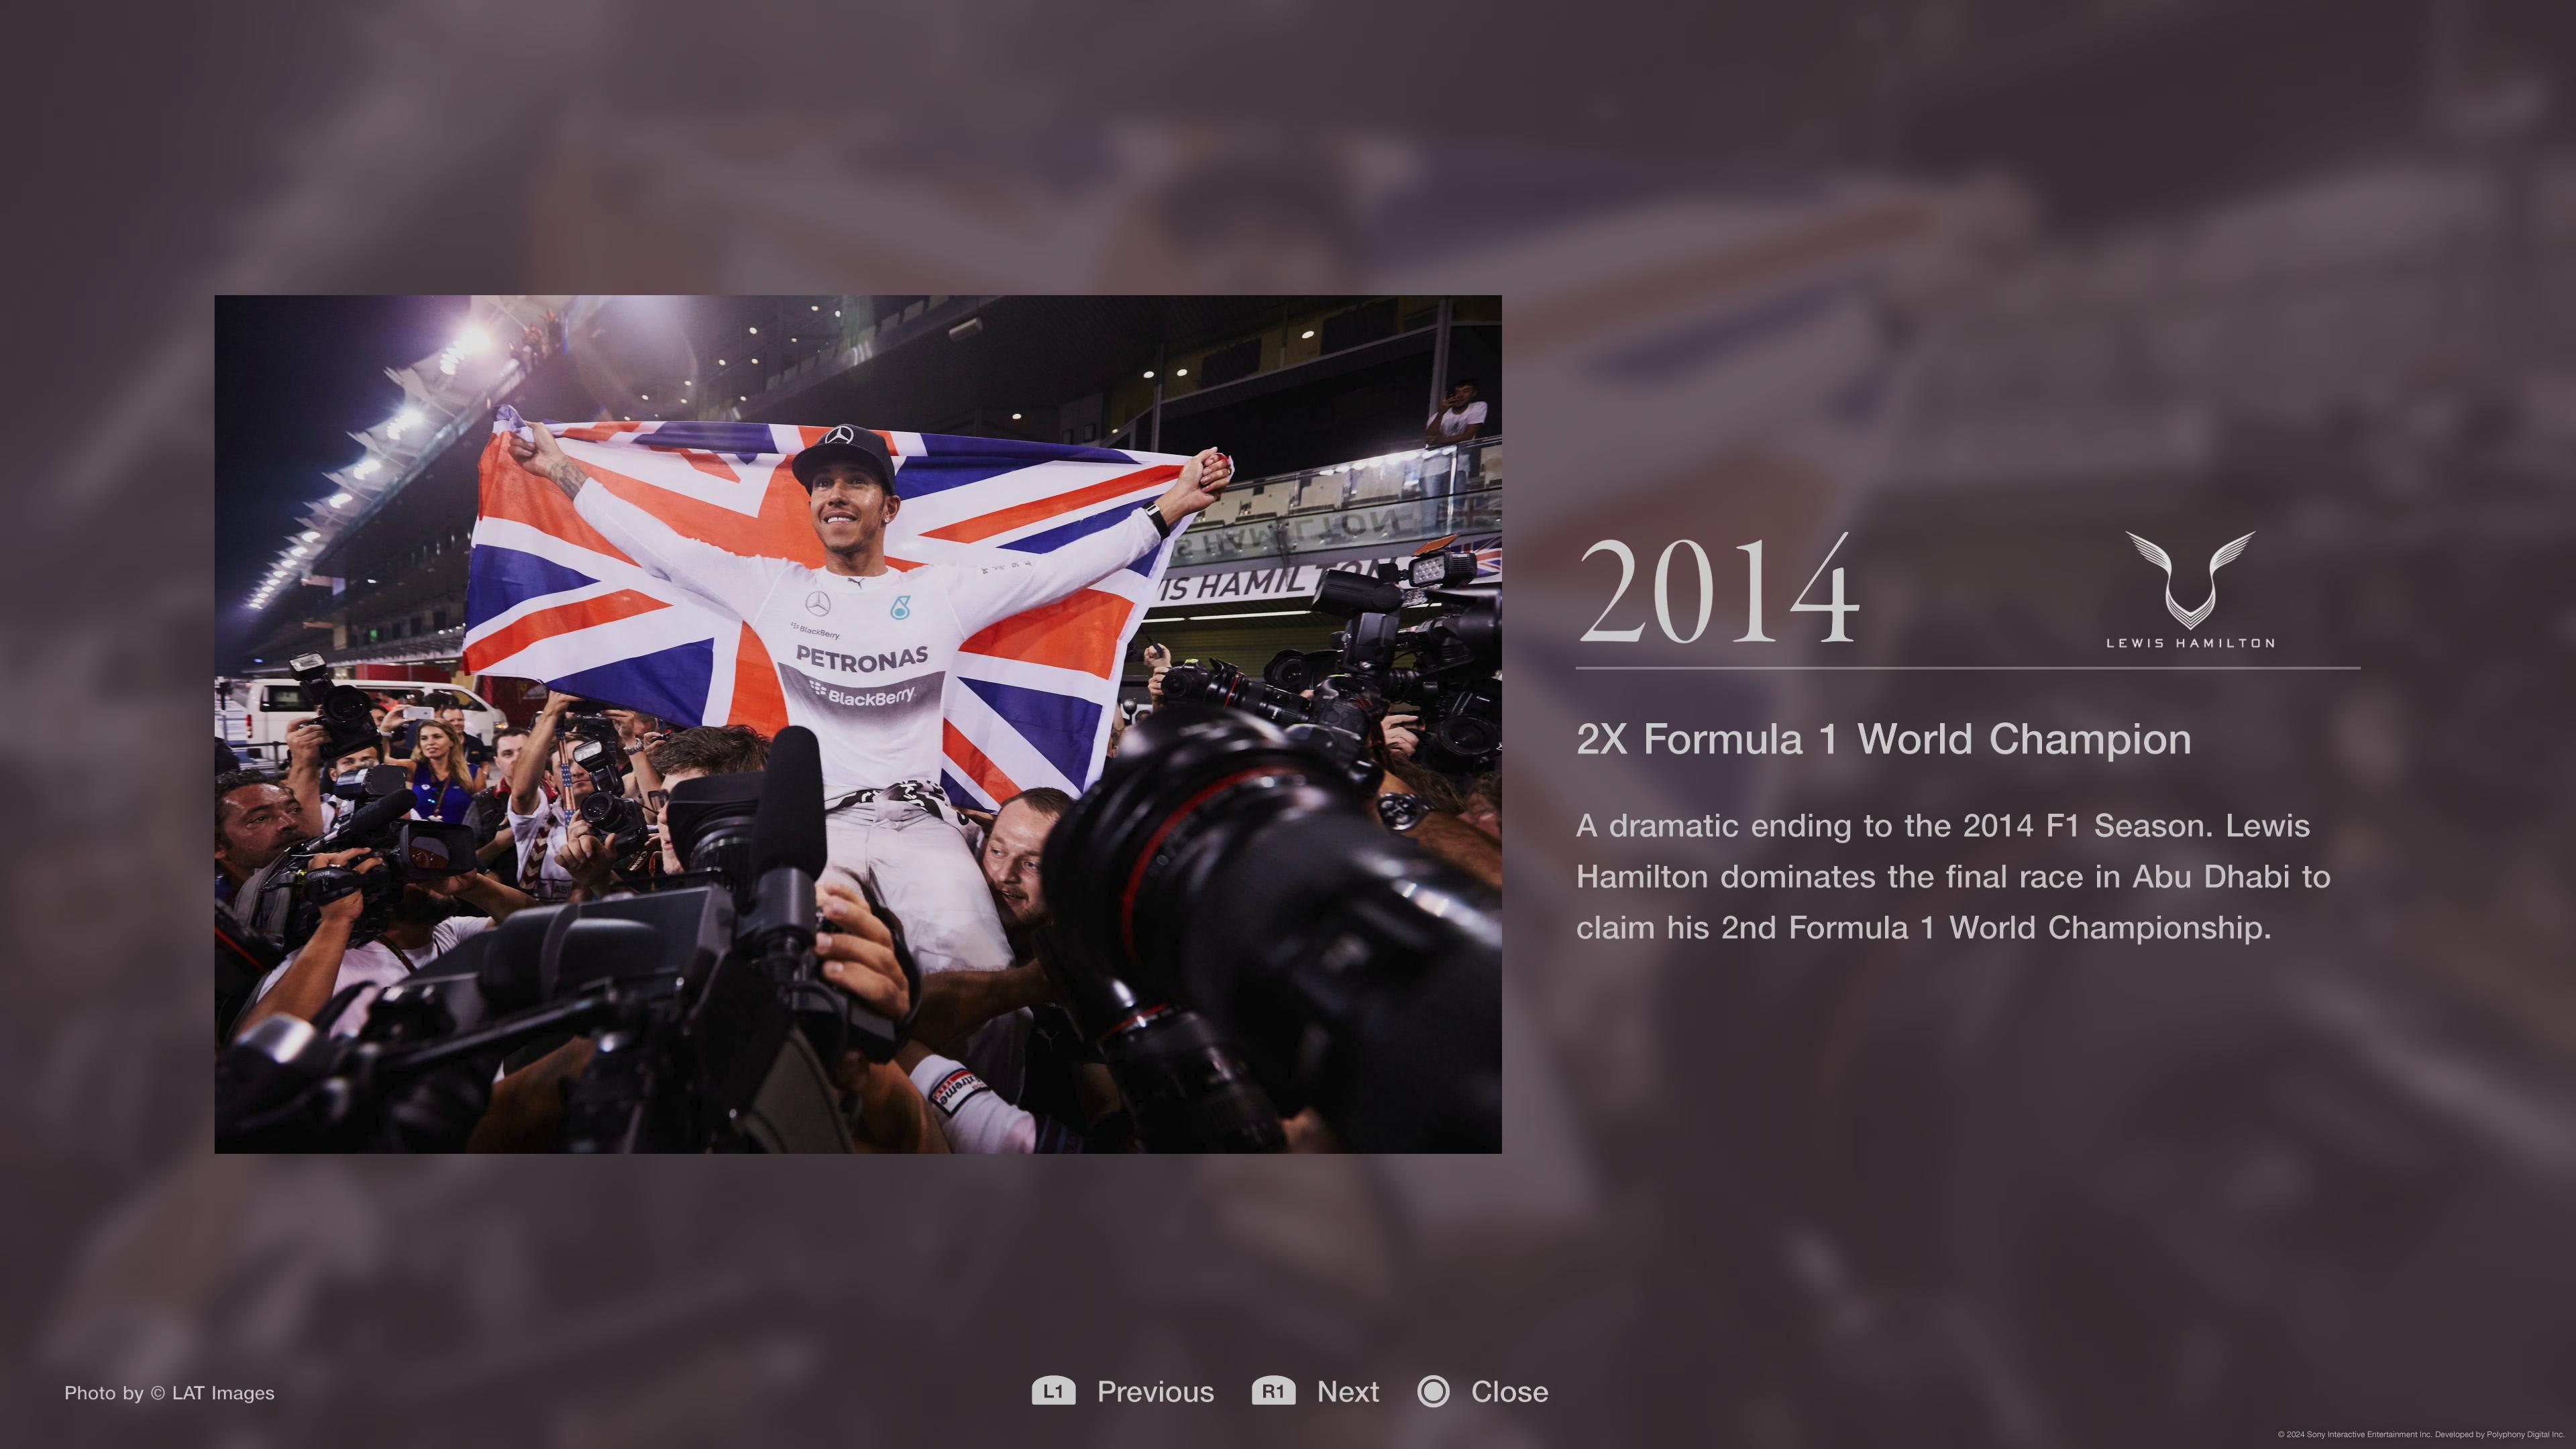 IS HAMILTON
BlackBerry
PETRONAS
BlackBerry
xtreme
2014
LEWIS HAMILTON
2X Formula 1 World Champion
A dramatic ending to the 2014 F1 Season. Lewis
Hamilton dominates the final race in Abu Dhabi to
claim his 2nd Formula 1 World Championship.
Photo by © LAT Images
L1 Previous R1 Next Close
© 2024 Sony Interactive Entertainment Inc. Developed by Polyphony Digital Inc.